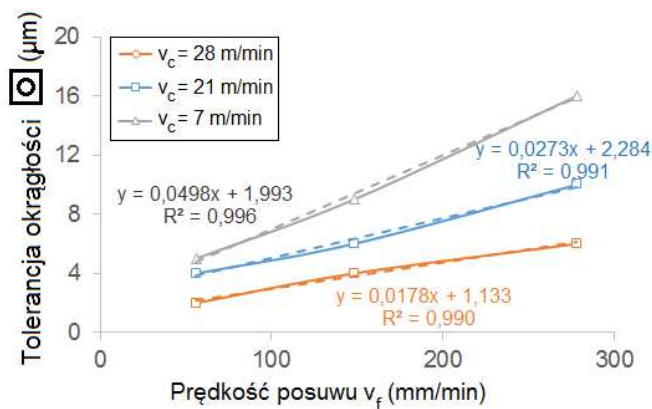 Tolerancja okrągłości (μm)
20
16
12
8
4
0
v_c = 28 m/min
v_c = 21 m/min
v_c = 7 m/min
y = 0,0498x + 1,993
R² = 0,996
y = 0,0273x + 2,284
R² = 0,991
y = 0,0178x + 1,133
R² = 0,990
0 100 200 300
Prędkość posuwu v_f (mm/min)